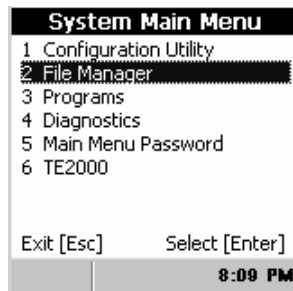 System Main Menu
1 Configuration Utility
2 File Manager
3 Programs
4 Diagnostics
5 Main Menu Password
6 TE2000
Exit [Esc] Select [Enter]
8:09 PM